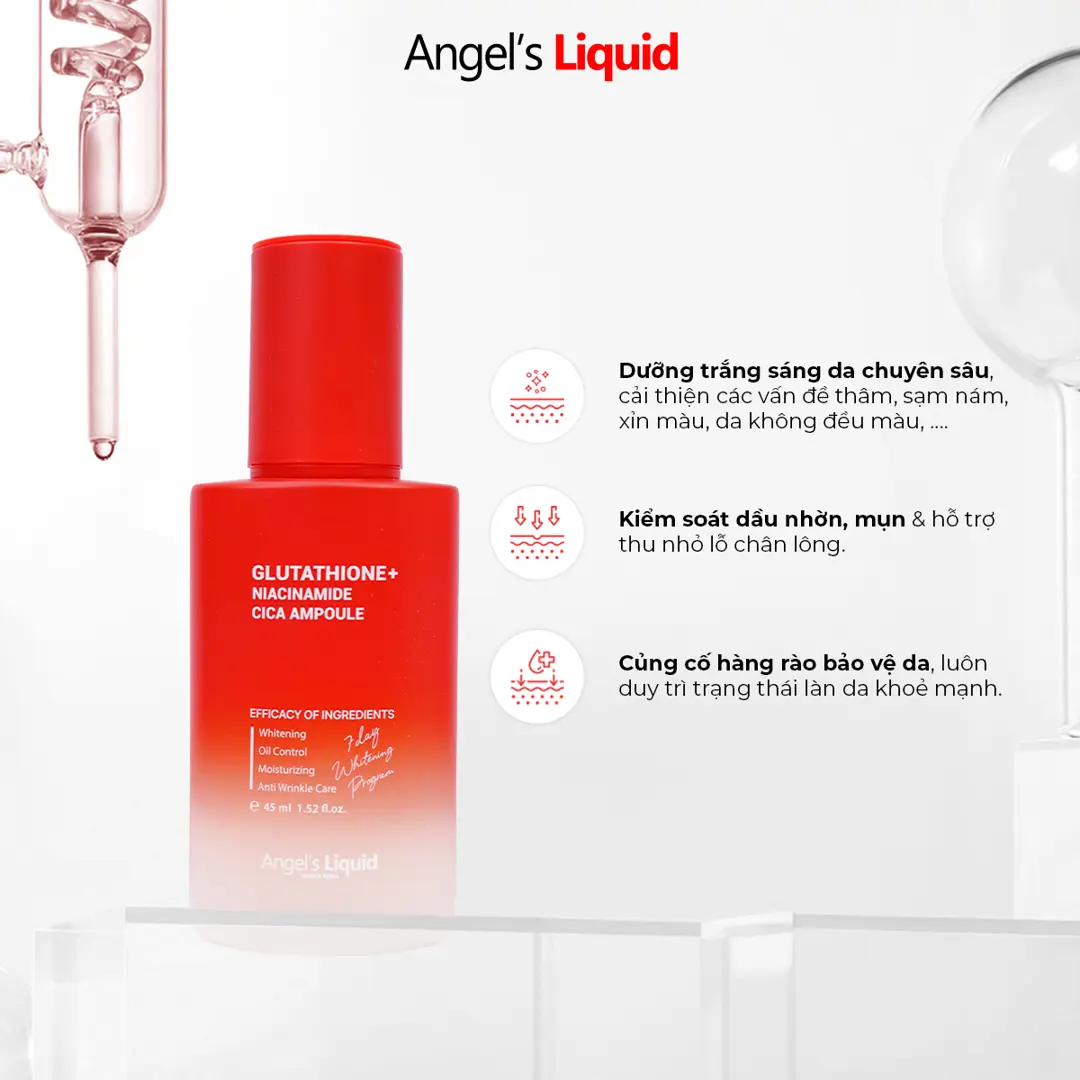 Angel's Liquid
Dưỡng trắng sáng da chuyên sâu,
cải thiện các vấn đề thâm, sạm nám,
xỉn màu, da không đều màu, ....
Kiểm soát dầu nhờn, mụn & hỗ trợ
thu nhỏ lỗ chân lông.
Củng cố hàng rào bảo vệ da, luôn
duy trì trạng thái làn da khoẻ mạnh.
GLUTATHIONE+
NIACINAMIDE
CICA AMPOULE
EFFICACY OF INGREDIENTS
Whitening
Oil Control
Moisturizing
Anti Wrinkle Care
7 day
Whitening
Program
℮ 45 ml 1.52 fl.oz.
Angel's Liquid